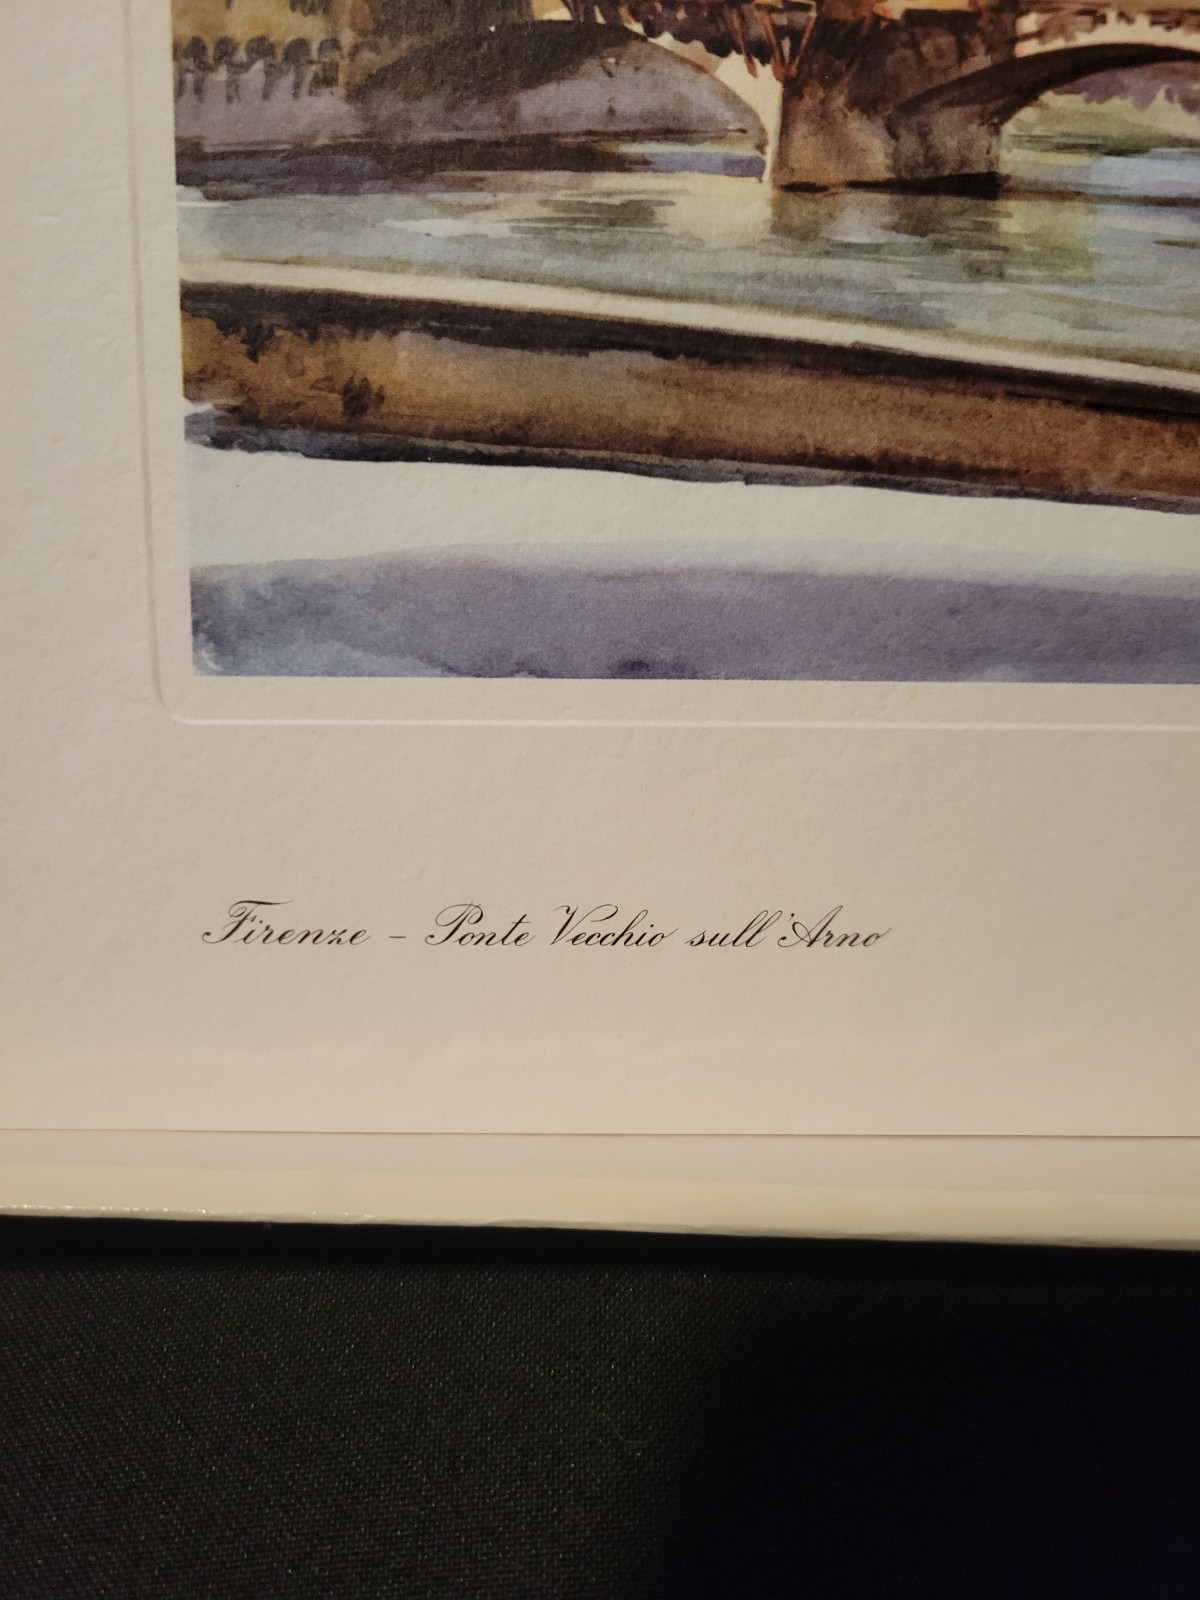 Firenze - Ponte Vecchio sull'Arno